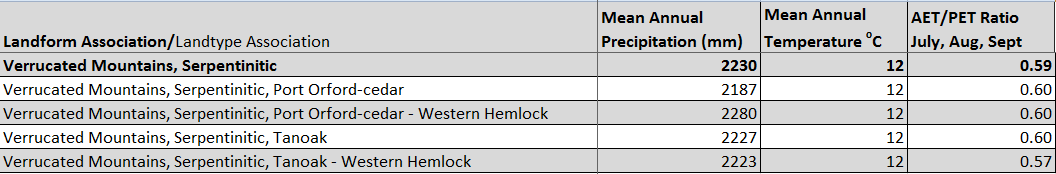 Landform Association/Landtype Association Mean Annual Precipitation (mm) Mean Annual Temperature °C AET/PET Ratio July, Aug, Sept
Verrucated Mountains, Serpentinitic 2230 12 0.59
Verrucated Mountains, Serpentinitic, Port Orford-cedar 2187 12 0.60
Verrucated Mountains, Serpentinitic, Port Orford-cedar - Western Hemlock 2280 12 0.60
Verrucated Mountains, Serpentinitic, Tanoak 2227 12 0.60
Verrucated Mountains, Serpentinitic, Tanoak - Western Hemlock 2223 12 0.57